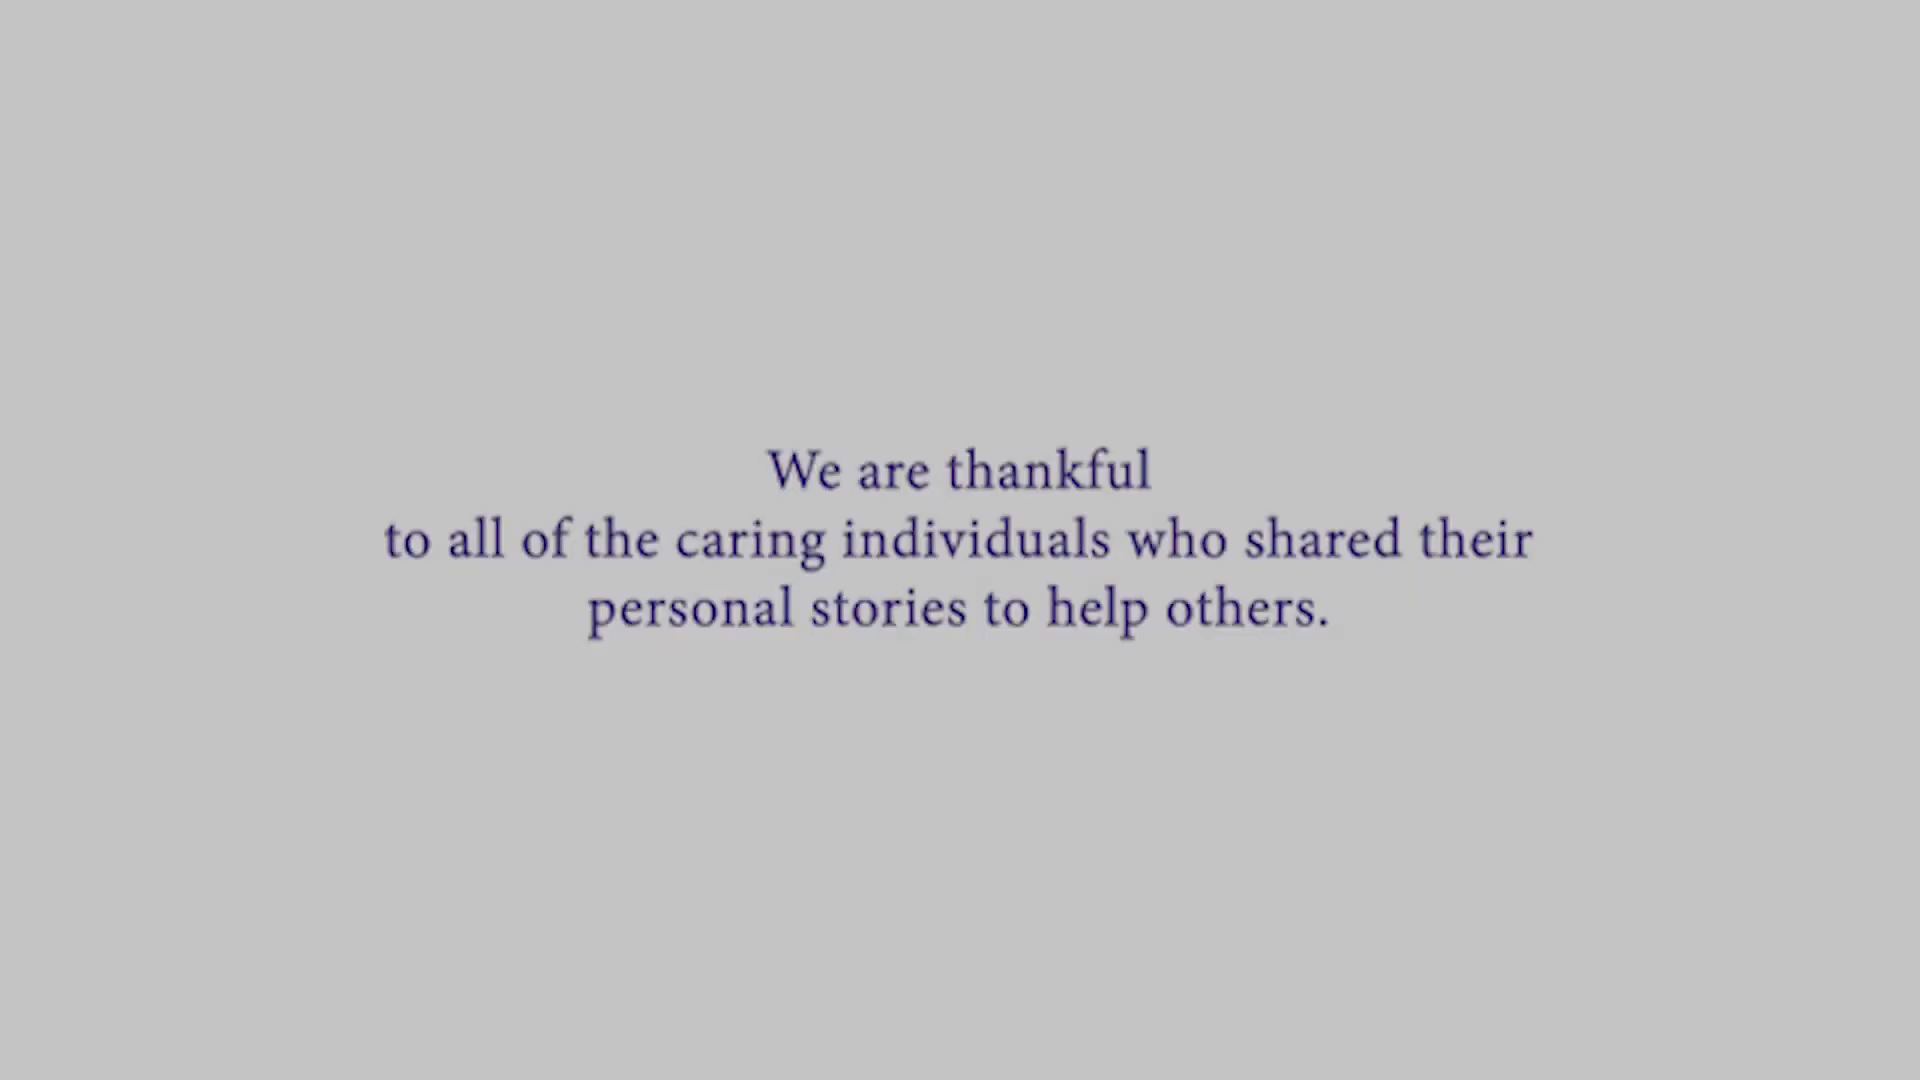 We are thankful
to all of the caring individuals who shared their
personal stories to help others.